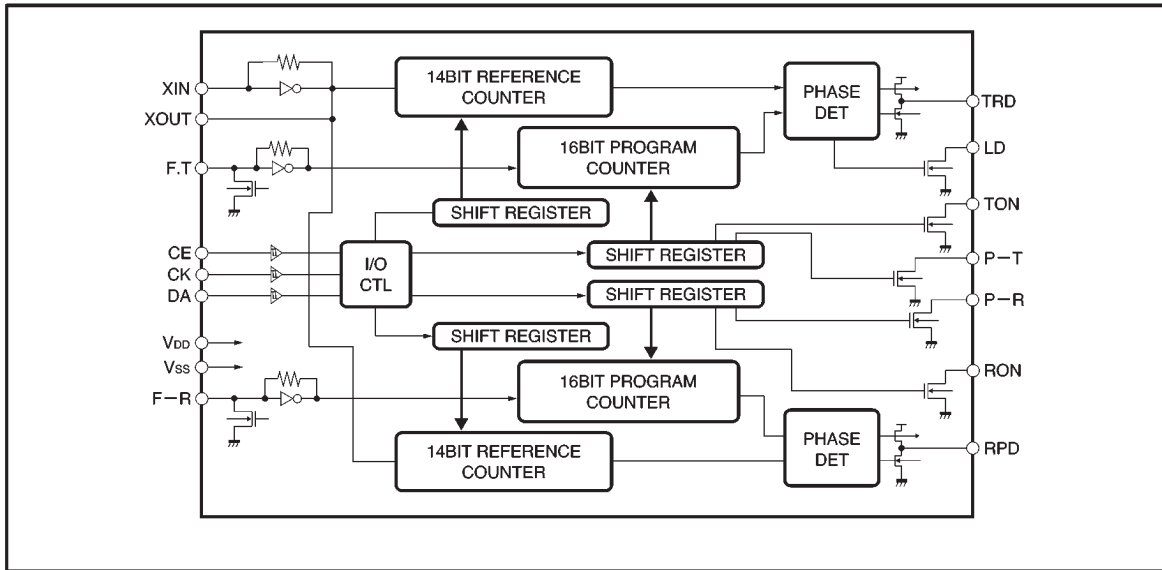 XIN
XOUT
F.T
CE
CK
DA
VDD
VSS
F−R
14BIT REFERENCE
COUNTER
16BIT PROGRAM
COUNTER
SHIFT REGISTER
I/O
CTL
SHIFT REGISTER
SHIFT REGISTER
SHIFT REGISTER
16BIT PROGRAM
COUNTER
14BIT REFERENCE
COUNTER
PHASE
DET
PHASE
DET
TRD
LD
TON
P−T
P−R
RON
RPD